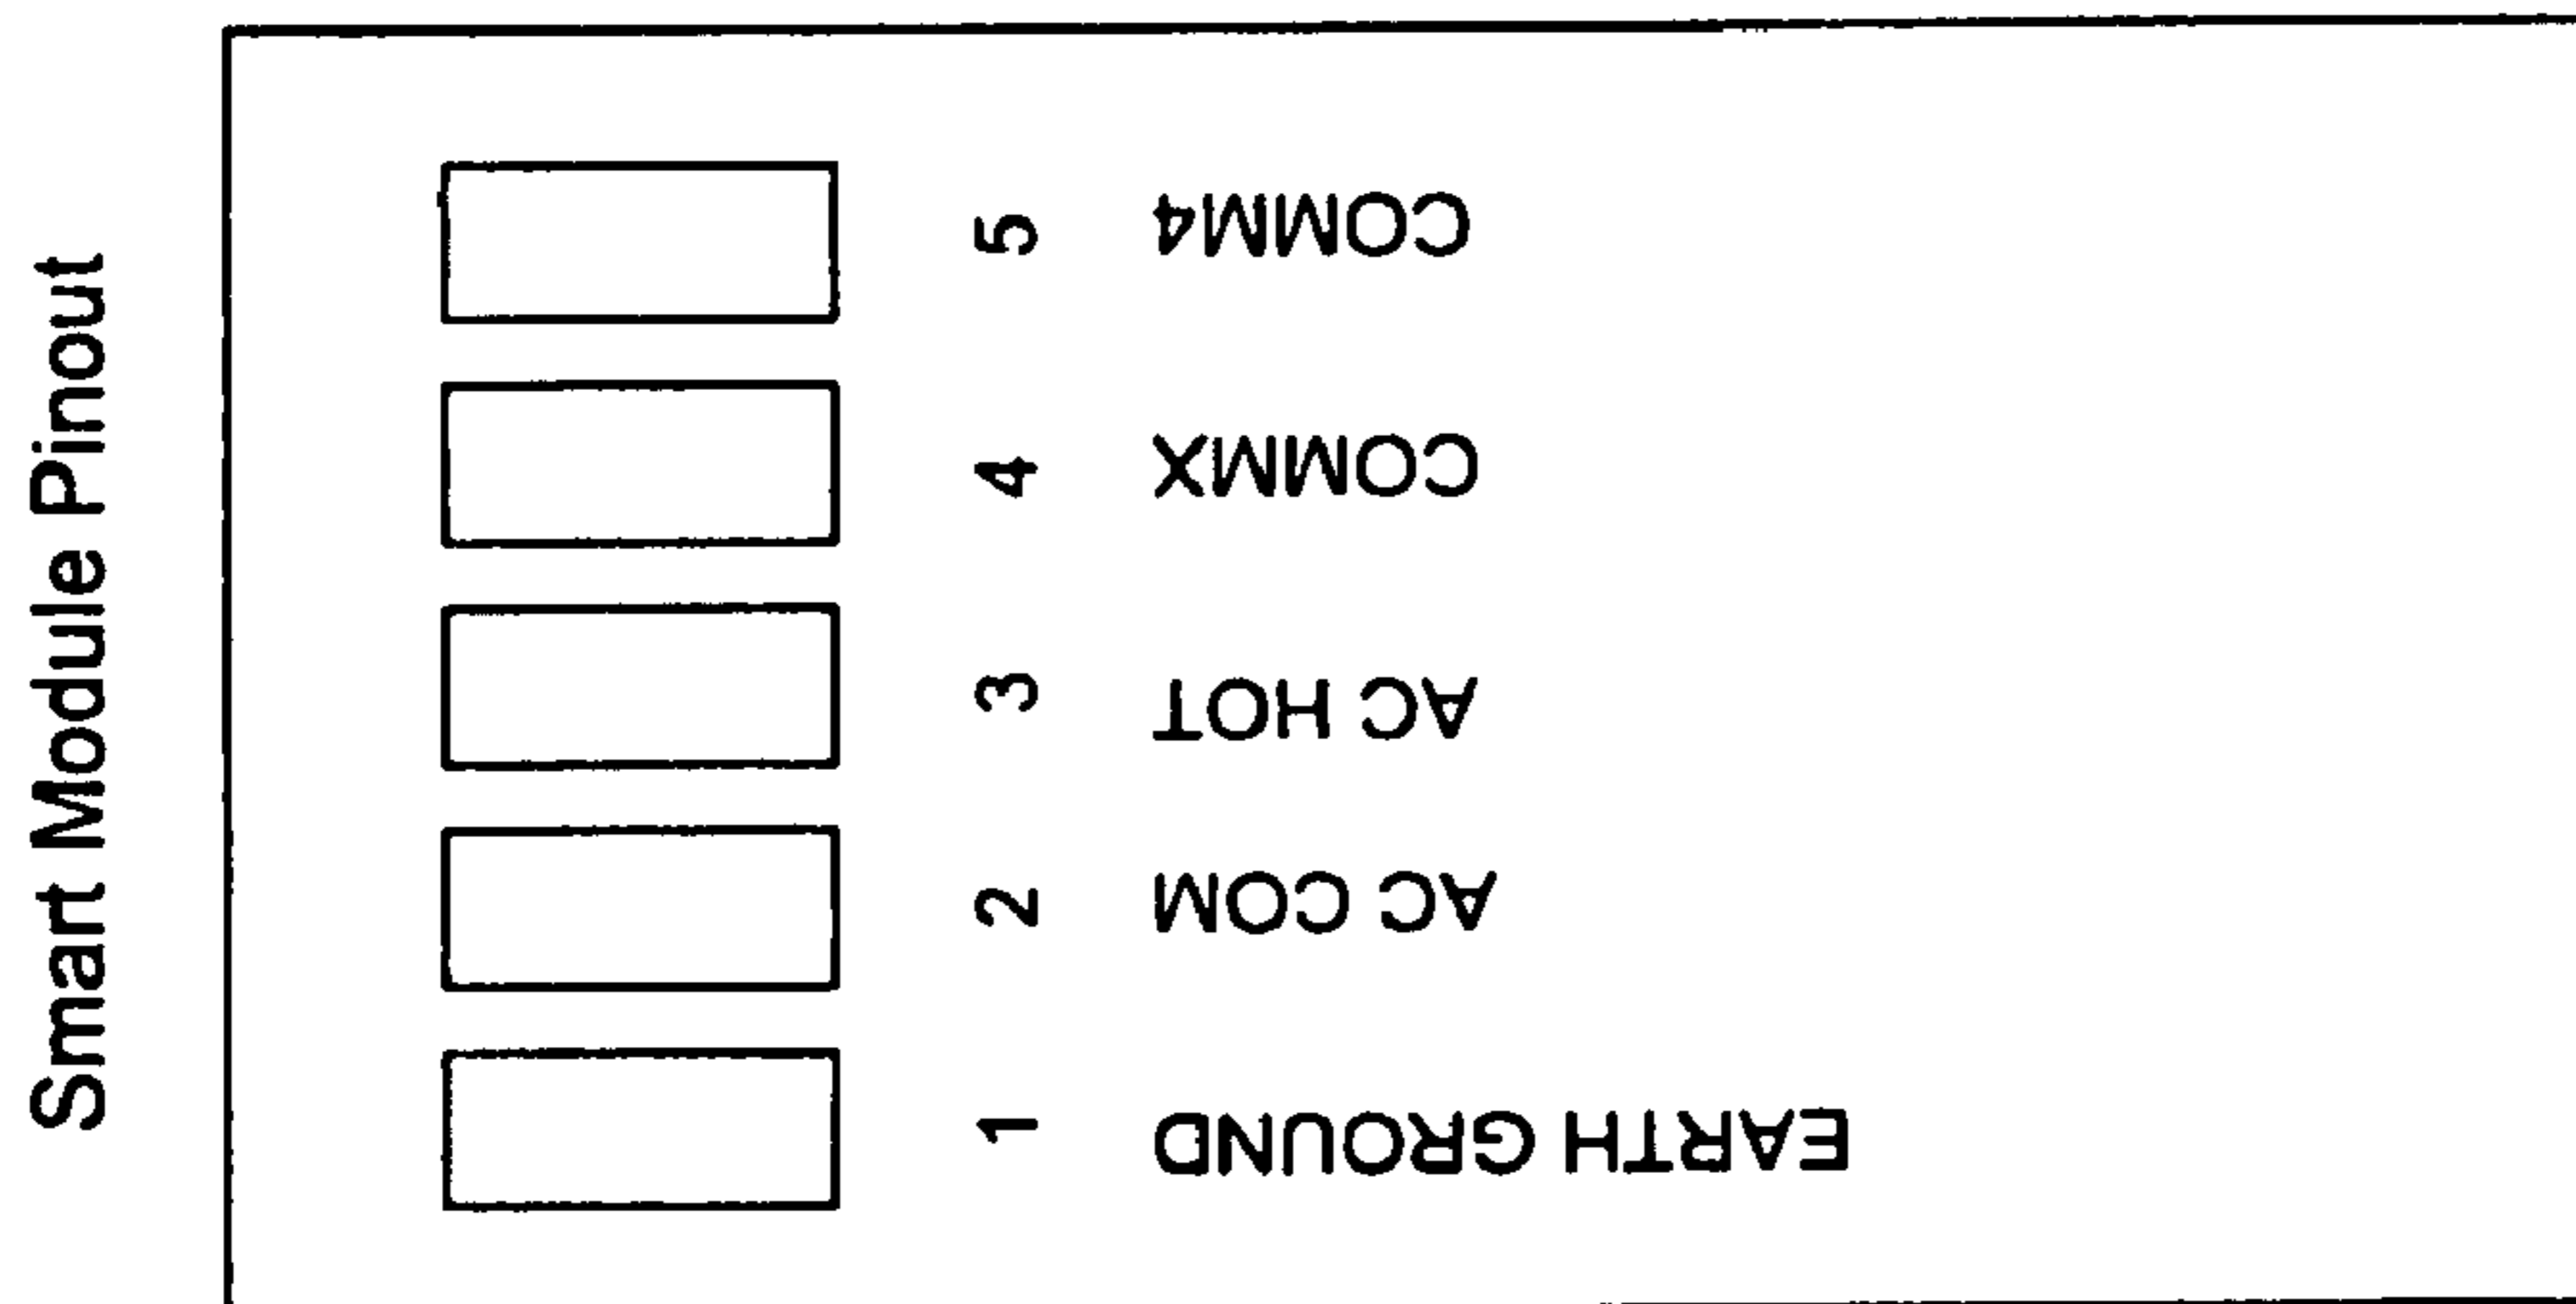 Smart Module Pinout
5 COMM4
4 COMMX
3 AC HOT
2 AC COM
1 EARTH GROUND